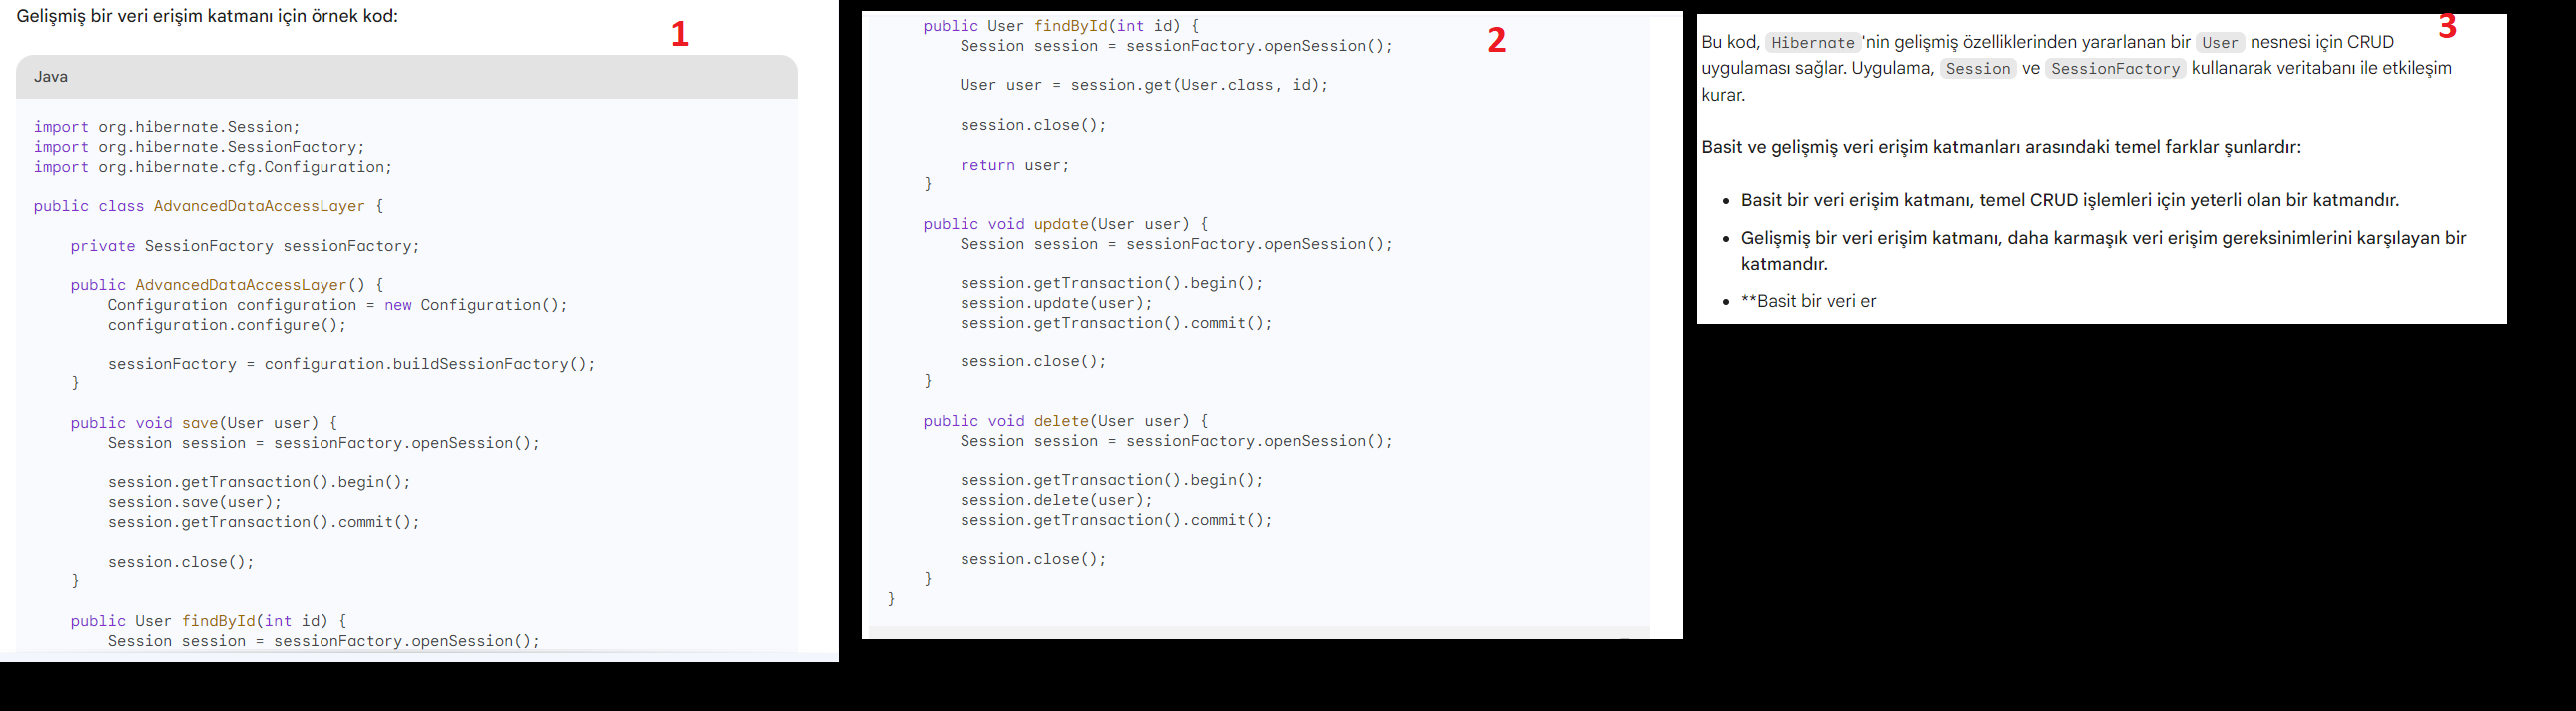 Gelişmiş bir veri erişim katmanı için örnek kod:
1
Java
import org.hibernate.Session;
import org.hibernate.SessionFactory;
import org.hibernate.cfg.Configuration;
public class AdvancedDataAccessLayer {
private SessionFactory sessionFactory;
public AdvancedDataAccessLayer() {
Configuration configuration = new Configuration();
configuration.configure();
sessionFactory = configuration.buildSessionFactory();
}
public void save(User user) {
Session session = sessionFactory.openSession();
session.getTransaction().begin();
session.save(user);
session.getTransaction().commit();
session.close();
}
public User findById(int id) {
Session session = sessionFactory.openSession();
2
public User findById(int id) {
Session session = sessionFactory.openSession();
User user = session.get(User.class, id);
session.close();
return user;
}
public void update(User user) {
Session session = sessionFactory.openSession();
session.getTransaction().begin();
session.update(user);
session.getTransaction().commit();
session.close();
}
public void delete(User user) {
Session session = sessionFactory.openSession();
session.getTransaction().begin();
session.delete(user);
session.getTransaction().commit();
session.close();
}
}
3
Bu kod, Hibernate'nin gelişmiş özelliklerinden yararlanan bir User nesnesi için CRUD
uygulaması sağlar. Uygulama, Session ve SessionFactory kullanarak veritabanı ile etkileşim
kurar.
Basit ve gelişmiş veri erişim katmanları arasındaki temel farklar şunlardır:
• Basit bir veri erişim katmanı, temel CRUD işlemleri için yeterli olan bir katmandır.
• Gelişmiş bir veri erişim katmanı, daha karmaşık veri erişim gereksinimlerini karşılayan bir
katmandır.
• **Basit bir veri er